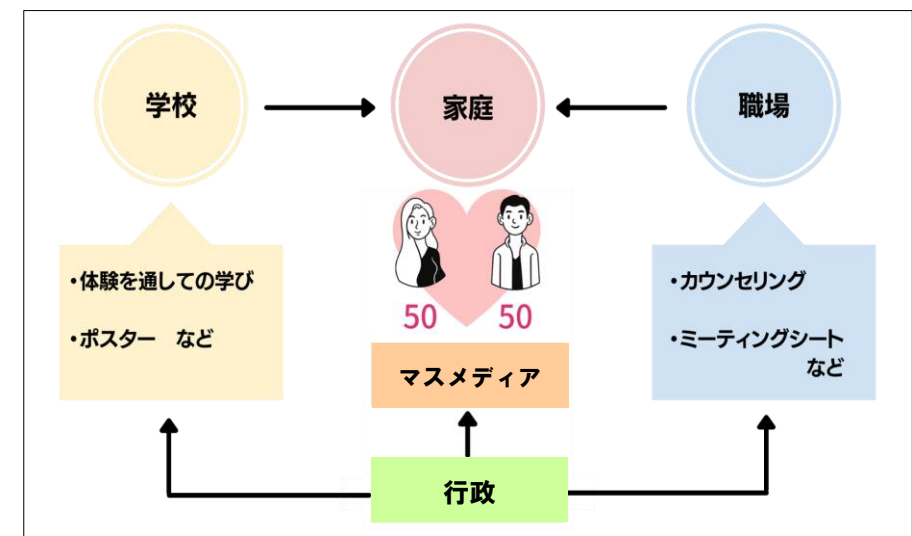 学校
家庭
職場
・体験を通しての学び
・ポスター　など
50
50
・カウンセリング
・ミーティングシート
など
マスメディア
行政